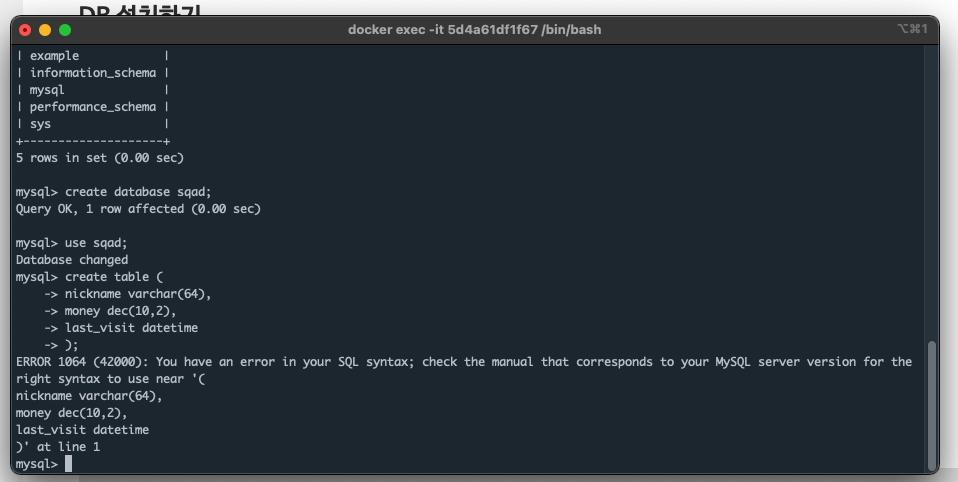 DB 설치하기
docker exec -it 5d4a61df1f67 /bin/bash
⌥⌘1
| example            |
| information_schema |
| mysql              |
| performance_schema |
| sys                |
+--------------------+
5 rows in set (0.00 sec)
mysql> create database sqad;
Query OK, 1 row affected (0.00 sec)
mysql> use sqad;
Database changed
mysql> create table (
    -> nickname varchar(64),
    -> money dec(10,2),
    -> last_visit datetime
    -> );
ERROR 1064 (42000): You have an error in your SQL syntax; check the manual that corresponds to your MySQL server version for the
right syntax to use near '(
nickname varchar(64),
money dec(10,2),
last_visit datetime
)' at line 1
mysql>